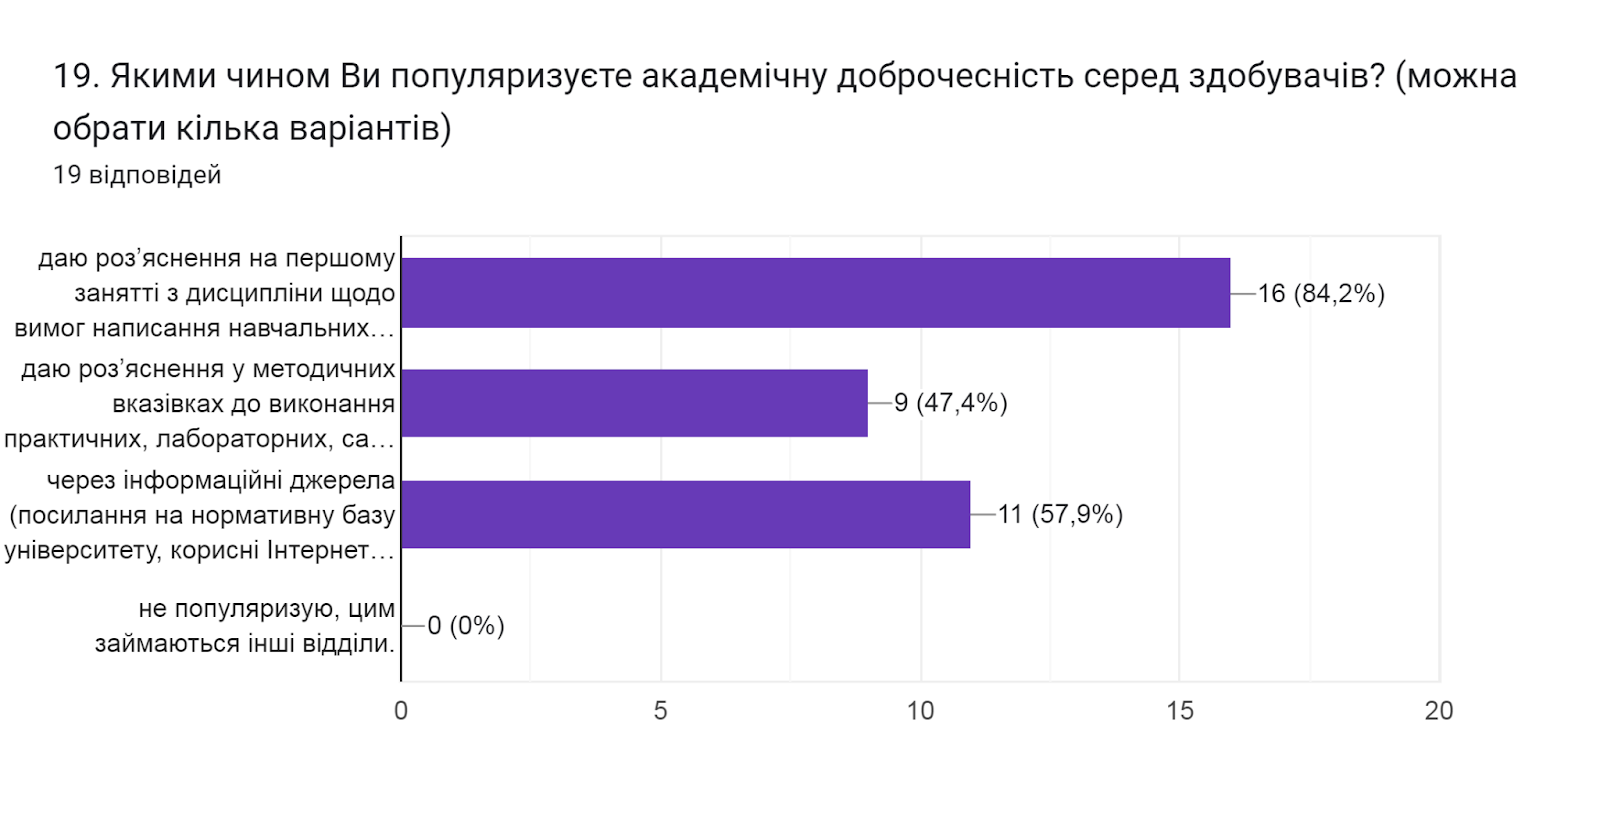 19. Якими чином Ви популяризуєте академічну доброчесність серед здобувачів? (можна
обрати кілька варіантів)
19 відповідей
даю роз’яснення на першому
занятті з дисципліни щодо
вимог написання навчальних…
16 (84,2%)
даю роз’яснення у методичних
вказівках до виконання
практичних, лабораторних, са…
9 (47,4%)
через інформаційні джерела
(посилання на нормативну базу
університету, корисні Інтернет…
11 (57,9%)
не популяризую, цим
займаються інші відділи.
0 (0%)
0 5 10 15 20